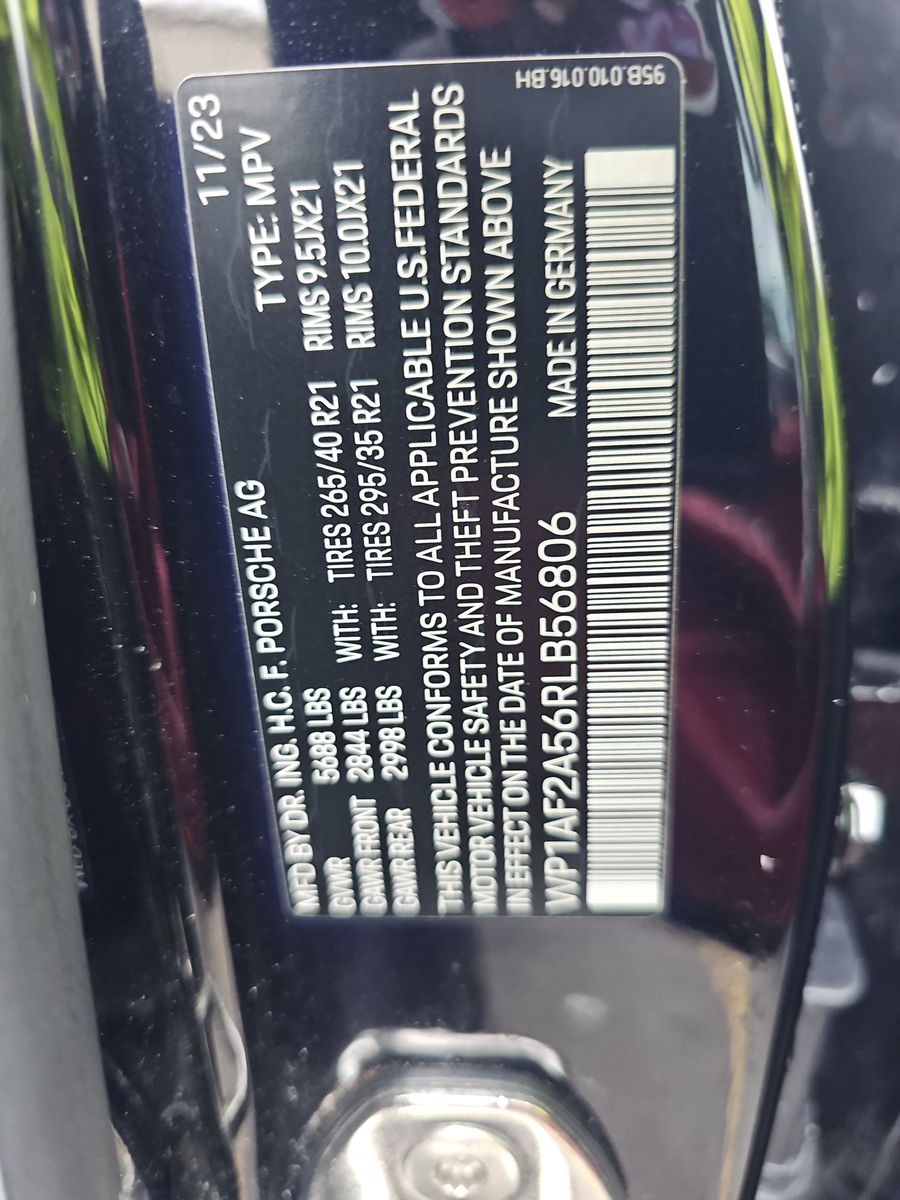 MFD BY DR. ING. H.C. F. PORSCHE AG 11/23
GVWR 5688 LBS TYPE: MPV
GAWR FRONT 2844 LBS WITH: TIRES 265/40 R21 RIMS 9.5JX21
GAWR REAR 2998 LBS WITH: TIRES 295/35 R21 RIMS 10.0JX21
THIS VEHICLE CONFORMS TO ALL APPLICABLE U.S.FEDERAL
MOTOR VEHICLE SAFETY AND THEFT PREVENTION STANDARDS
IN EFFECT ON THE DATE OF MANUFACTURE SHOWN ABOVE
WP1AF2A56RLB56806 MADE IN GERMANY
95B.010.016.BH